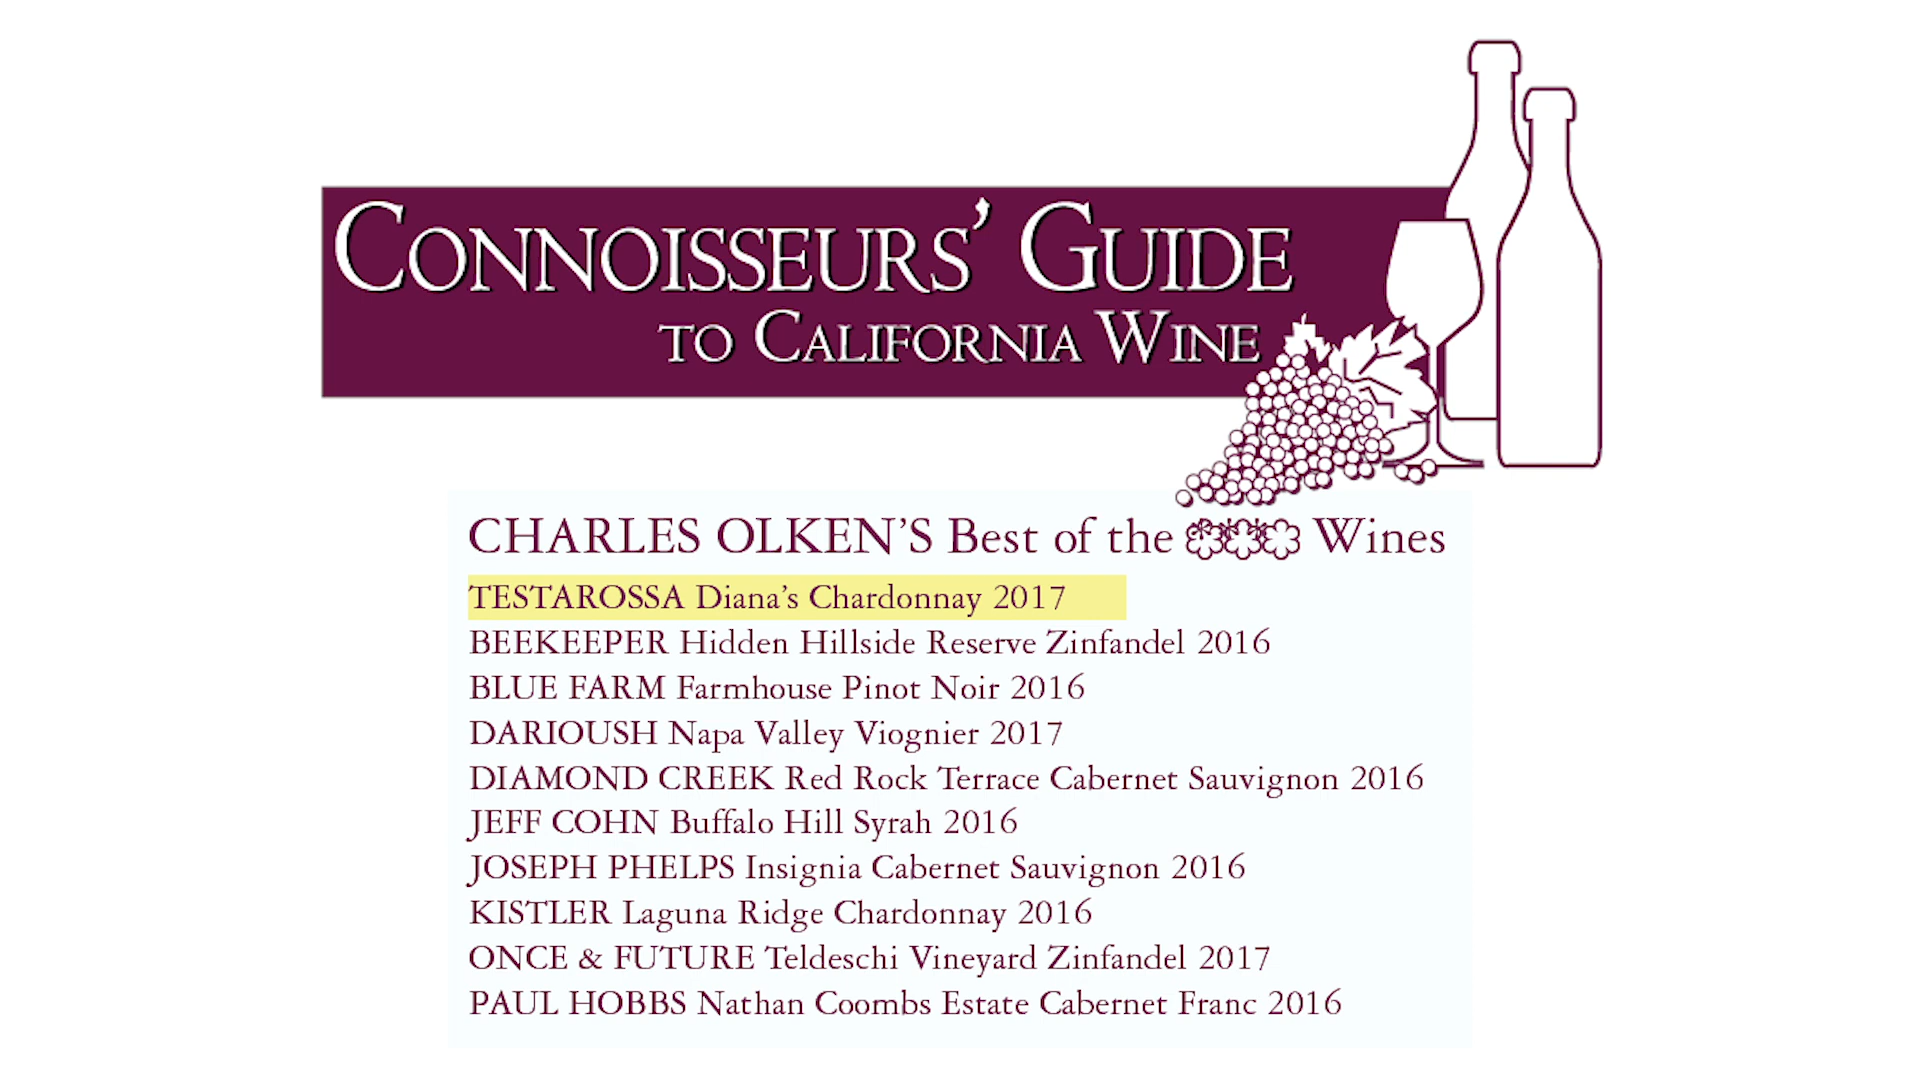 CONNOISSEURS’ GUIDE
TO CALIFORNIA WINE
CHARLES OLKEN’S Best of the Wines
TESTAROSSA Diana’s Chardonnay 2017
BEEKEEPER Hidden Hillside Reserve Zinfandel 2016
BLUE FARM Farmhouse Pinot Noir 2016
DARIOUSH Napa Valley Viognier 2017
DIAMOND CREEK Red Rock Terrace Cabernet Sauvignon 2016
JEFF COHN Buffalo Hill Syrah 2016
JOSEPH PHELPS Insignia Cabernet Sauvignon 2016
KISTLER Laguna Ridge Chardonnay 2016
ONCE & FUTURE Teldeschi Vineyard Zinfandel 2017
PAUL HOBBS Nathan Coombs Estate Cabernet Franc 2016